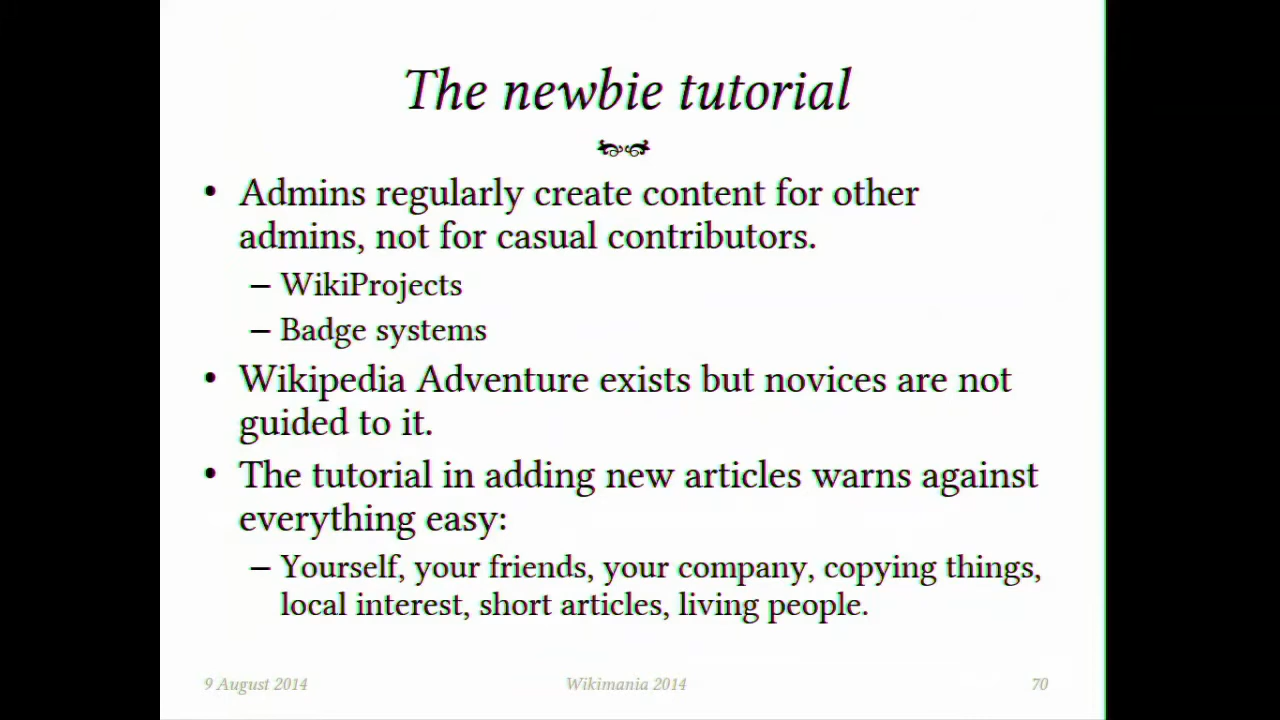 The newbie tutorial
• Admins regularly create content for other
admins, not for casual contributors.
– WikiProjects
– Badge systems
• Wikipedia Adventure exists but novices are not
guided to it.
• The tutorial in adding new articles warns against
everything easy:
– Yourself, your friends, your company, copying things,
local interest, short articles, living people.
9 August 2014
Wikimania 2014
70